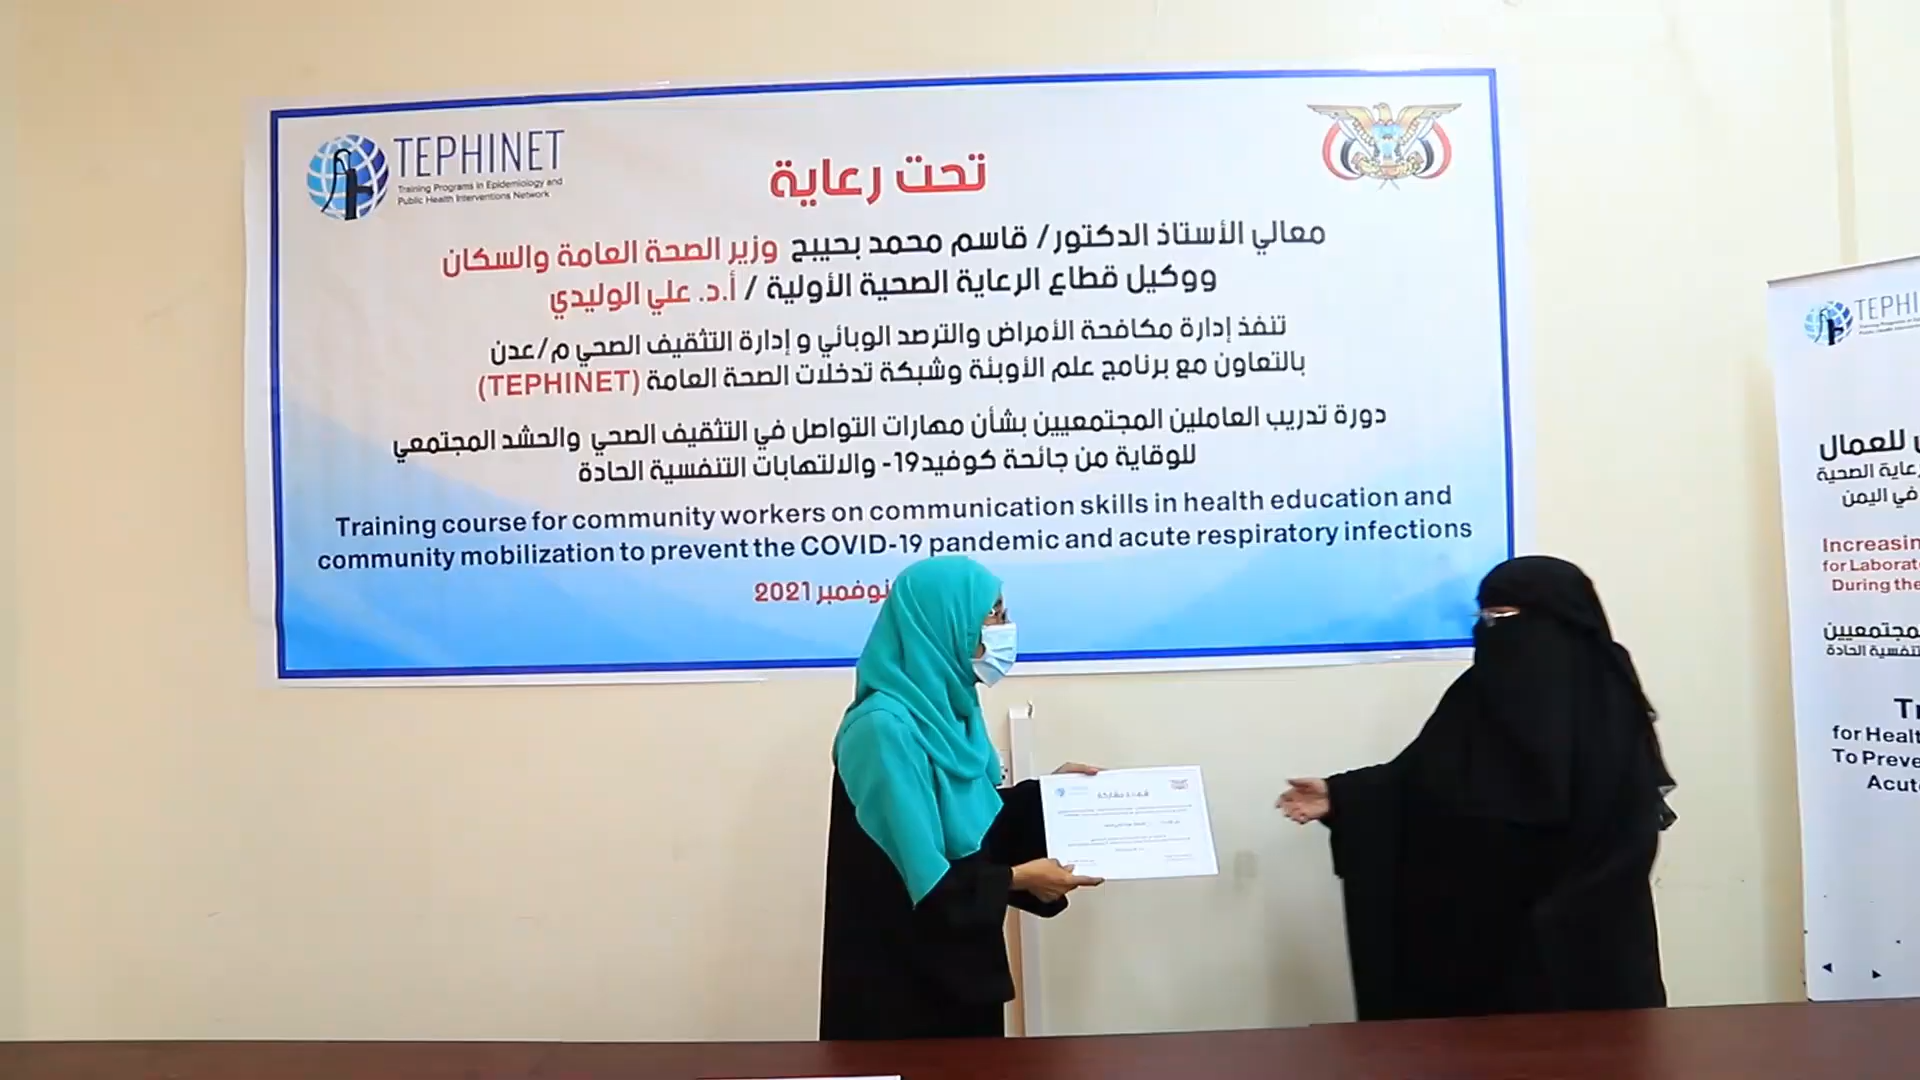 TEPHINET
Training Programs in Epidemiology and
Public Health Interventions Network
تحت رعاية
معالي الأستاذ الدكتور/ قاسم محمد بحيبح وزير الصحة العامة والسكان
ووكيل قطاع الرعاية الصحية الأولية / أ.د. علي الوليدي
تنفذ إدارة مكافحة الأمراض والترصد الوبائي و إدارة التثقيف الصحي م/عدن
بالتعاون مع برنامج علم الأوبئة وشبكة تدخلات الصحة العامة (TEPHINET)
دورة تدريب العاملين المجتمعيين بشأن مهارات التواصل في التثقيف الصحي والحشد المجتمعي
للوقاية من جائحة كوفيد19- والالتهابات التنفسية الحادة
Training course for community workers on communication skills in health education and
community mobilization to prevent the COVID-19 pandemic and acute respiratory infections
نوفمبر 2021
شهادة مشاركة
TEPHI
للعمال
الصحية
في اليمن
Increasin
for Laborat
During the
المجتمعيين
الحادة
Tr
for Healt
To Preve
Acut